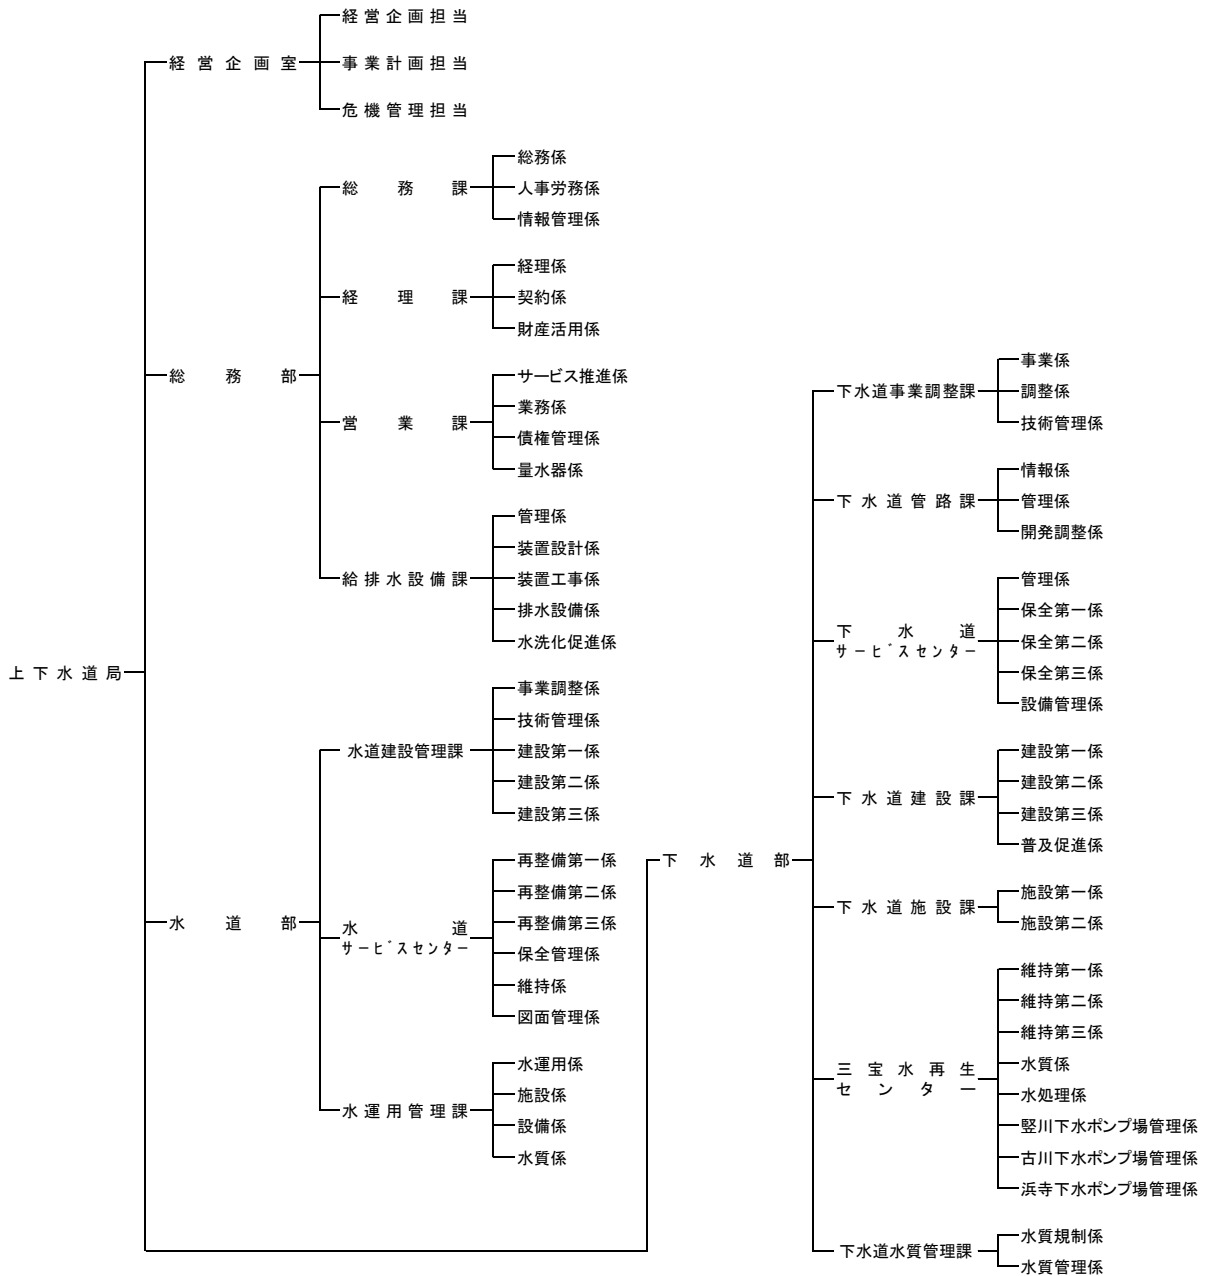 上下水道局
経営企画室
経営企画担当
事業計画担当
危機管理担当
総務部
総務課
総務係
人事労務係
情報管理係
経理課
経理係
契約係
財産活用係
営業課
サービス推進係
業務係
債権管理係
量水器係
給排水設備課
管理係
装置設計係
装置工事係
排水設備係
水洗化促進係
水道部
水道建設管理課
事業調整係
技術管理係
建設第一係
建設第二係
建設第三係
水道
サービスセンター
再整備第一係
再整備第二係
再整備第三係
保全管理係
維持係
図面管理係
水運用管理課
水運用係
施設係
設備係
水質係
下水道部
下水道事業調整課
事業係
調整係
技術管理係
下水道管路課
情報係
管理係
開発調整係
下水道
サービスセンター
管理係
保全第一係
保全第二係
保全第三係
設備管理係
下水道建設課
建設第一係
建設第二係
建設第三係
普及促進係
下水道施設課
施設第一係
施設第二係
三宝水再生
センター
維持第一係
維持第二係
維持第三係
水質係
水処理係
竪川下水ポンプ場管理係
古川下水ポンプ場管理係
浜寺下水ポンプ場管理係
下水道水質管理課
水質規制係
水質管理係